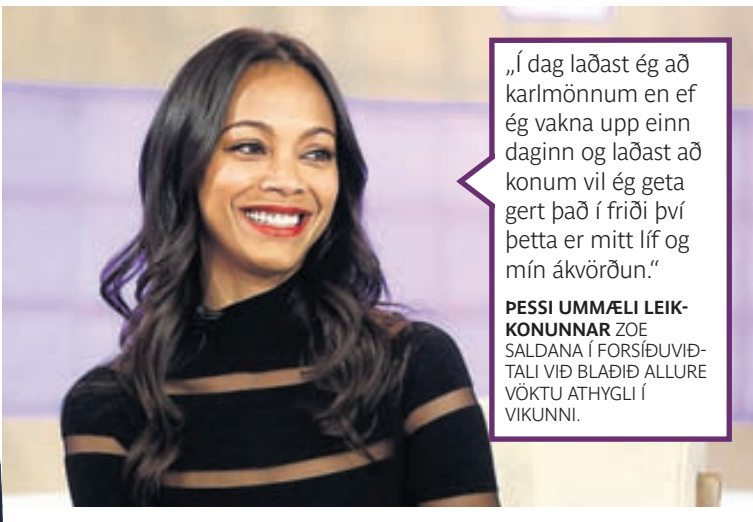 „Í dag laðast ég að
karlmönnum en ef
ég vakna upp einn
daginn og laðast að
konum vil ég geta
gert það í friði því
þetta er mitt líf og
mín ákvörðun.“
ÞESSI UMMÆLI LEIK-
KONUNNAR ZOE
SALDANA Í FORSÍÐUVIÐ-
TALI VIÐ BLAÐIÐ ALLURE
VÖKTU ATHYGLI Í
VIKUNNI.